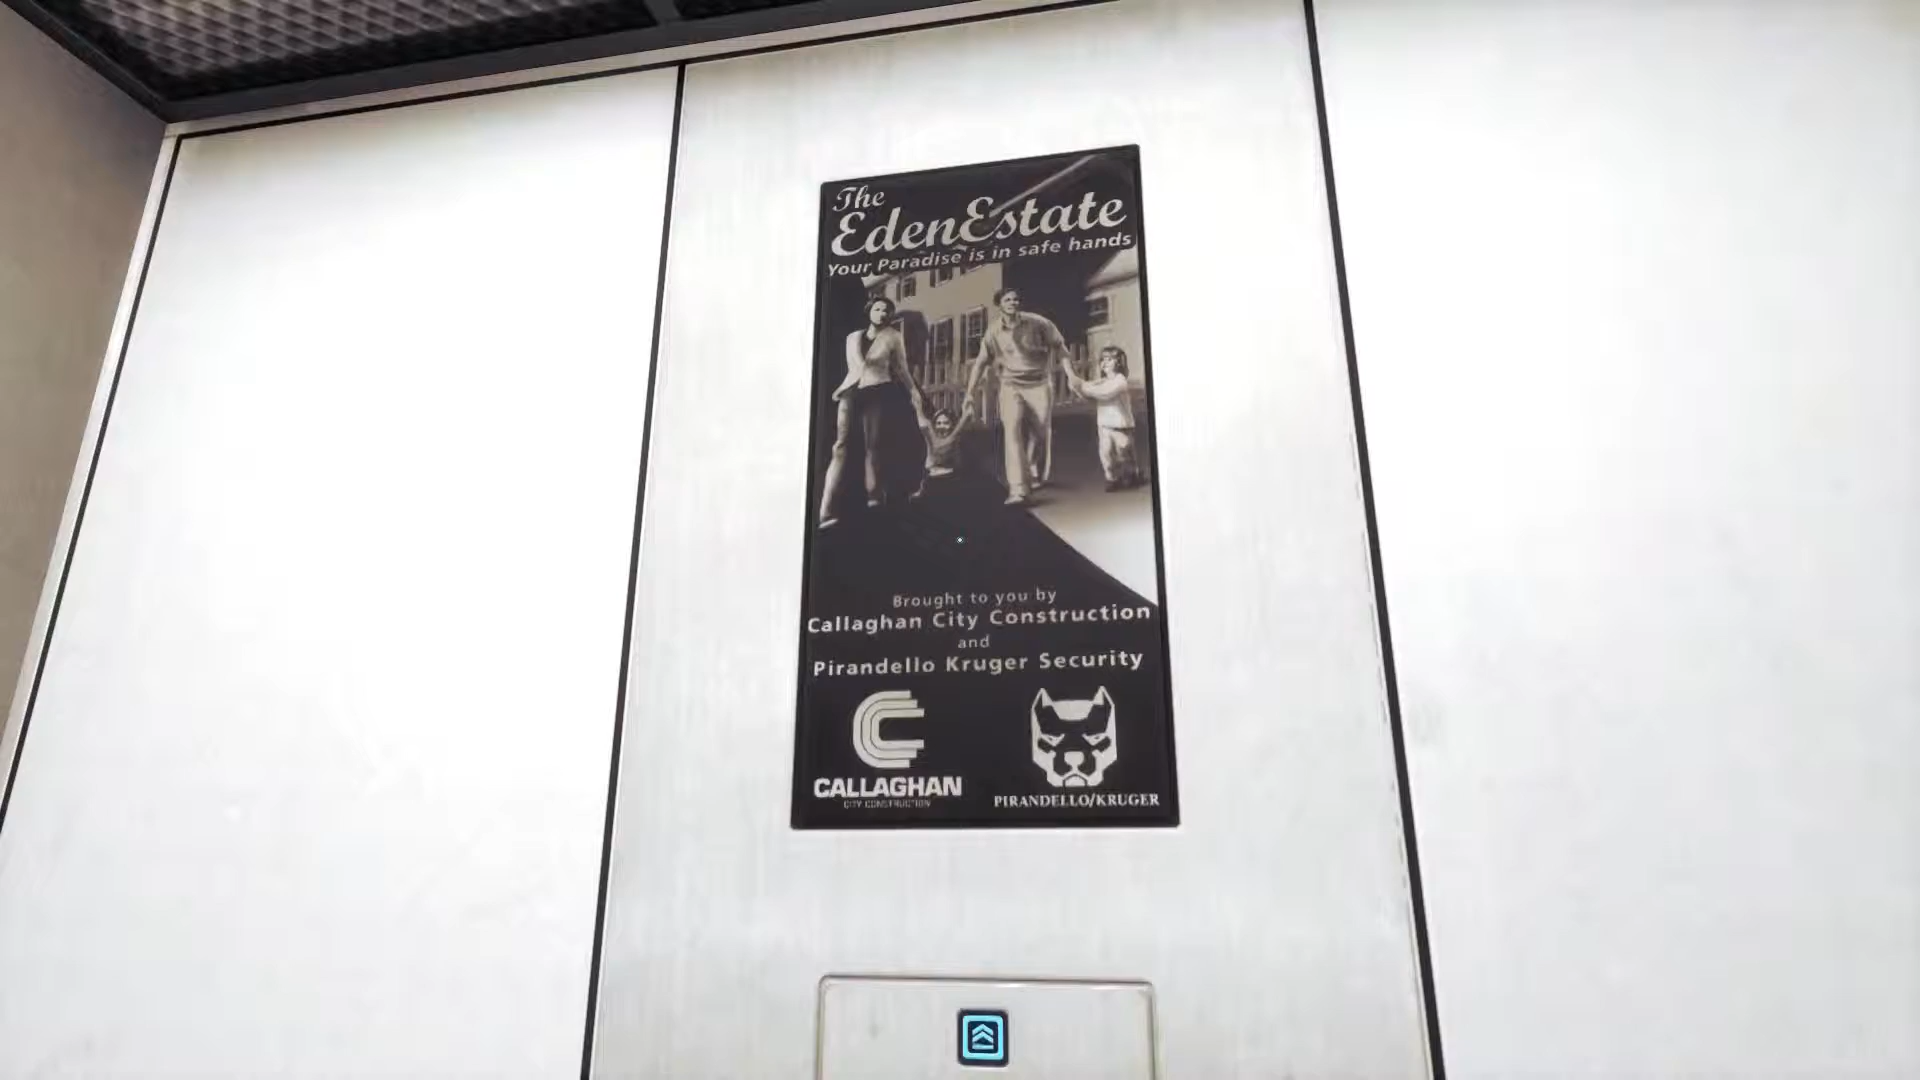 The
EdenEstate
Your Paradise is in safe hands
Brought to you by
Callaghan City Construction
and
Pirandello Kruger Security
CALLAGHAN
CITY CONSTRUCTION
PIRANDELLO/KRUGER